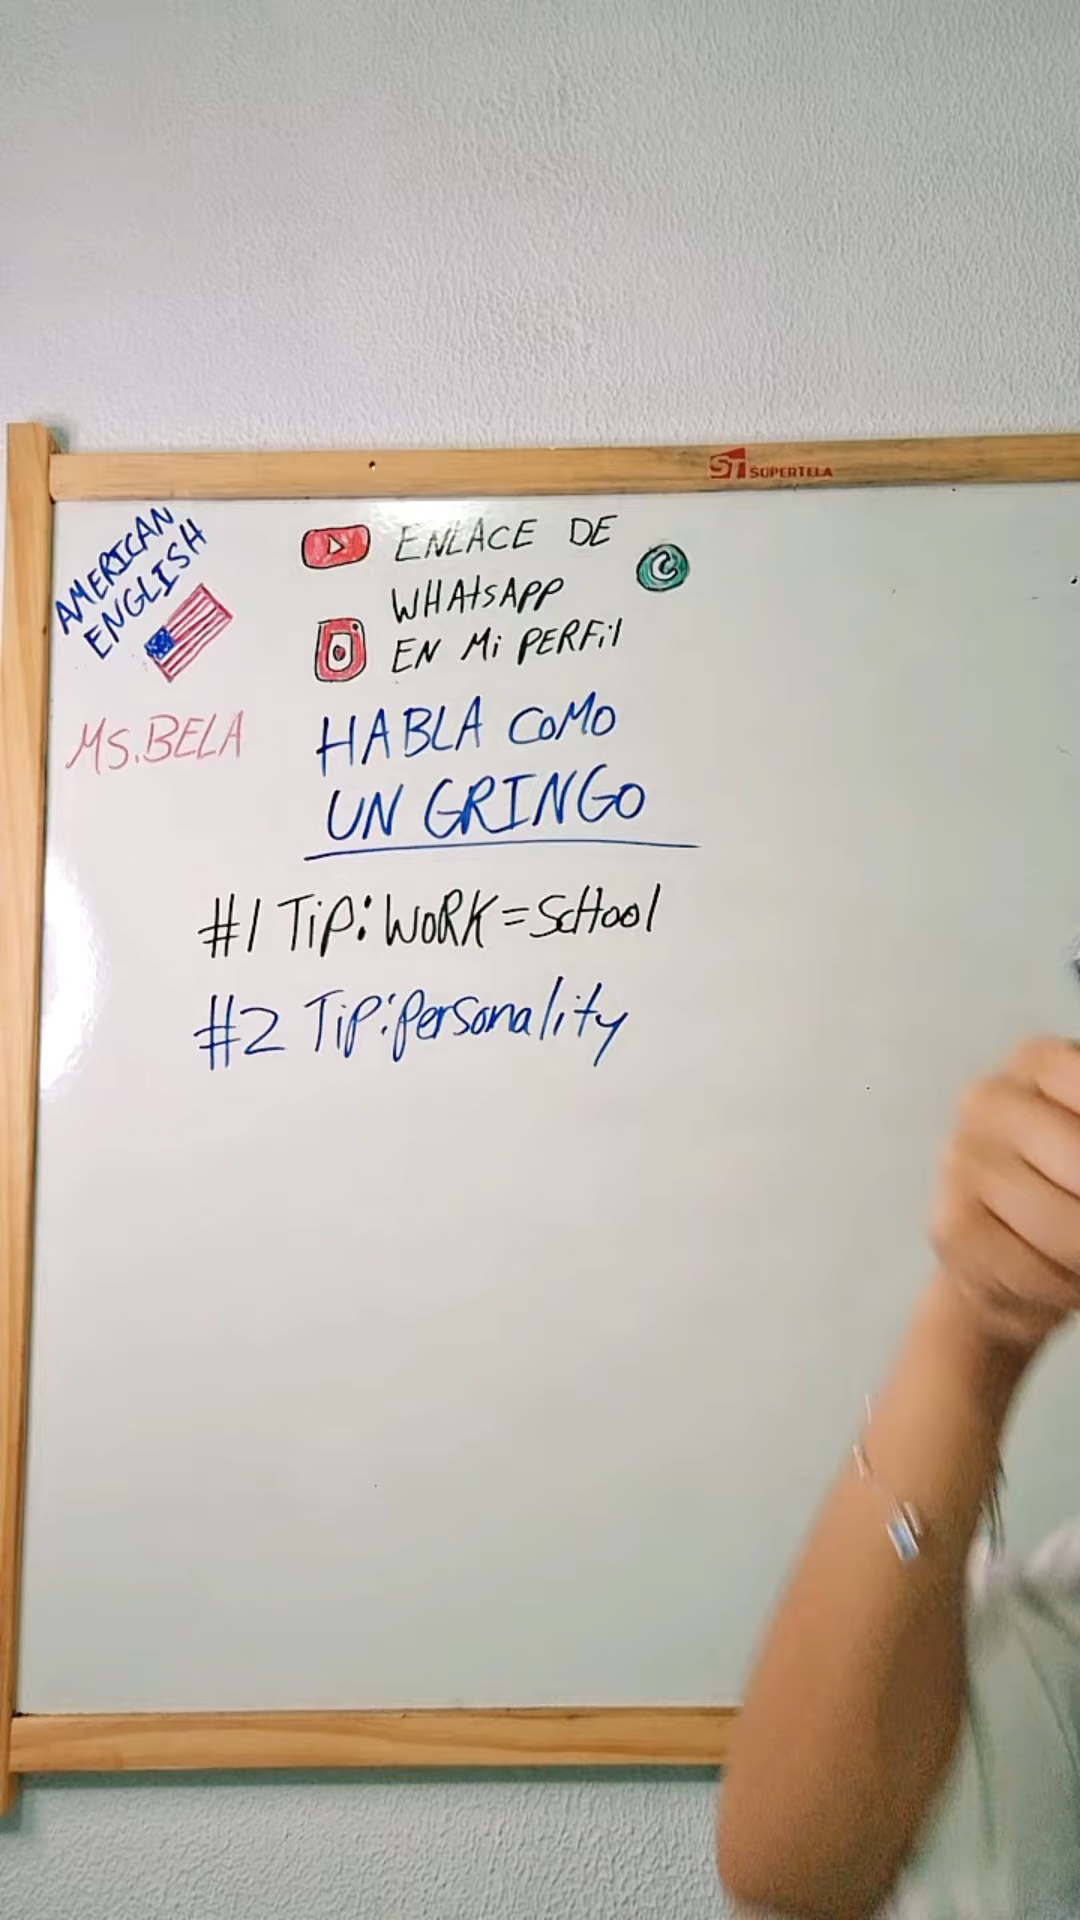 ST SUPERTELA
AMERICAN
ENGLISH
ENLACE DE
WHAtsAPP
EN Mi PERFil
MS.BELA
HABLA COMO
UN GRINGO
#1 TiP: WORK = ScHool
#2 TiP: personality